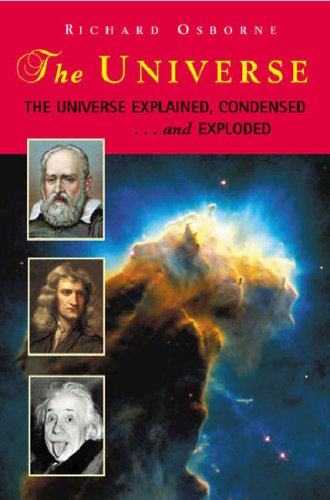 RICHARD OSBORNE
The UNIVERSE
THE UNIVERSE EXPLAINED, CONDENSED
. . . and EXPLODED